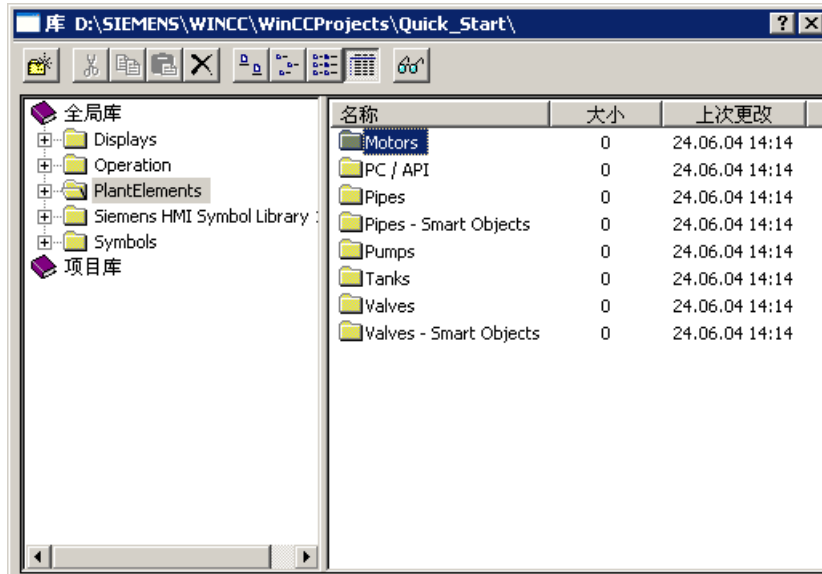 库 D:\SIEMENS\WINCC\WinCCProjects\Quick_Start\
全局库
Displays
Operation
PlantElements
Siemens HMI Symbol Library
Symbols
项目库
名称 大小 上次更改
Motors 0 24.06.04 14:14
PC / API 0 24.06.04 14:14
Pipes 0 24.06.04 14:14
Pipes - Smart Objects 0 24.06.04 14:14
Pumps 0 24.06.04 14:14
Tanks 0 24.06.04 14:14
Valves 0 24.06.04 14:14
Valves - Smart Objects 0 24.06.04 14:14